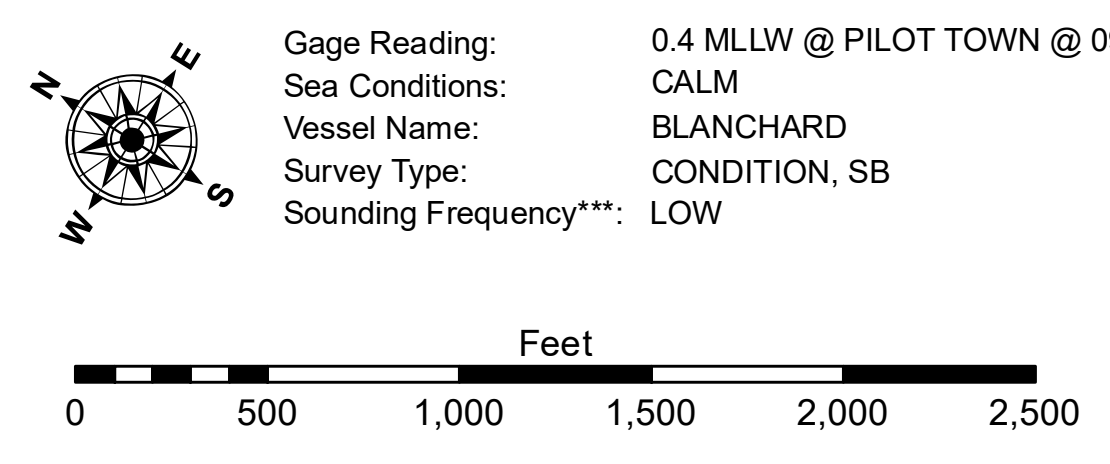 N
E
S
W
Gage Reading: 0.4 MLLW @ PILOT TOWN @ 09
Sea Conditions: CALM
Vessel Name: BLANCHARD
Survey Type: CONDITION, SB
Sounding Frequency***: LOW
Feet
0 500 1,000 1,500 2,000 2,500